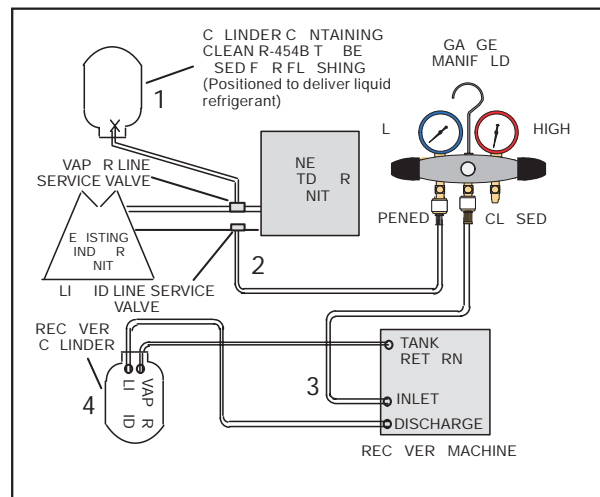 C LINDER C NTAINING
CLEAN R-454B T BE
SED F R FL SHING
(Positioned to deliver liquid
refrigerant)
1
GA GE
MANIF LD
L
HIGH
VAP R LINE
SERVICE VALVE
NE
TD R
NIT
PENED
CL SED
E ISTING
IND R
NIT
2
LI ID LINE SERVICE
VALVE
REC VER
C LINDER
TANK
RET RN
3
INLET
DISCHARGE
4
LI ID
VAP R
REC VER MACHINE